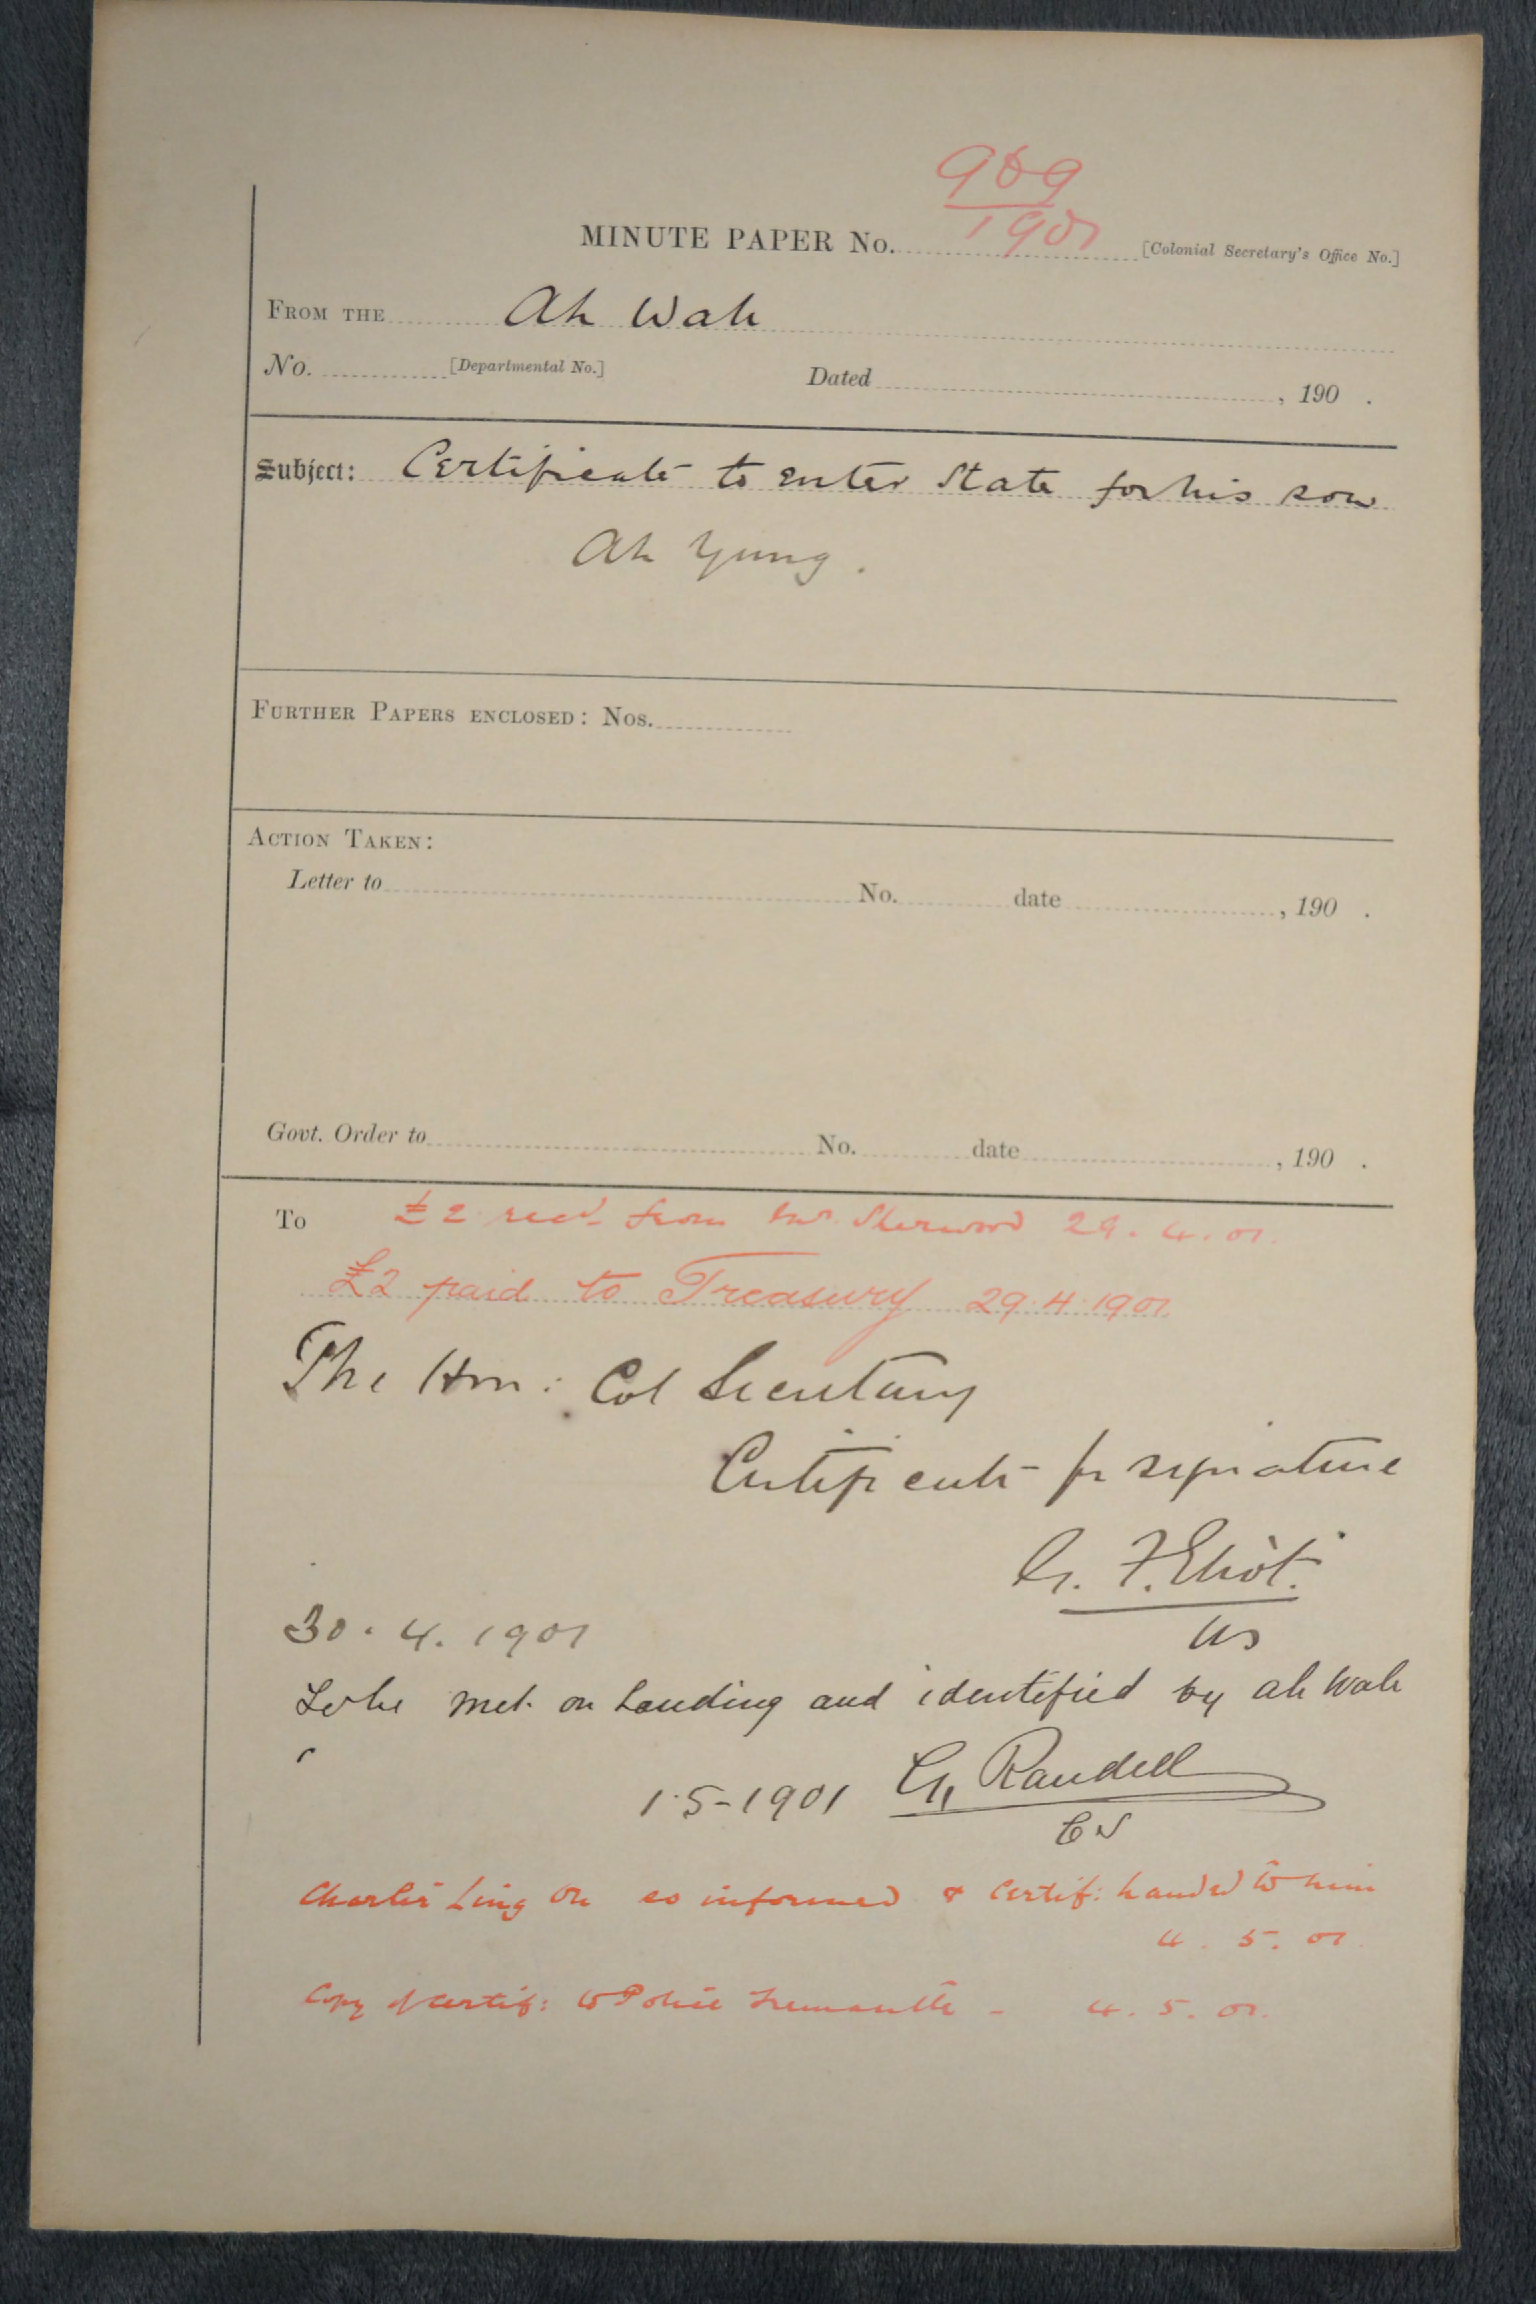 969
1901
MINUTE PAPER No. [Colonial Secretary's Office No.]
FROM THE Ah Wah
No. [Departmental No.] Dated , 190 .
Subject: Certificate to enter State for his son
Ah Yung.
FURTHER PAPERS ENCLOSED: Nos.
ACTION TAKEN:
Letter to No. date , 190 .
Govt. Order to No. date , 190 .
To £2 recd from Mr Sherwood 29.4.01.
£2 paid to Treasury 29.4.1901
The Hon: Col Secretary
Certificate for signature
G. F. Eliot.
US
30.4.1901
To be met on landing and identified by Ah Wah
1.5-1901 G. Randell
CS
Charlie Ling On so informed & certif: handed to him
4.5.01
Copy of certif: to Police Fremantle - 4.5.01.